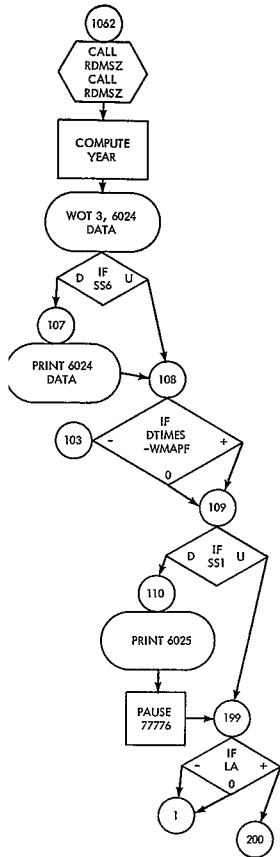 1062
CALL
RDMSZ
CALL
RDMSZ
COMPUTE
YEAR
WOT 3, 6024
DATA
D IF U
SS6
107
PRINT 6024
DATA
108
IF
103 - DTIMES +
-WMAPF
0
109
D IF U
SS1
110
PRINT 6025
PAUSE
77776
199
IF
- LA +
0
1
200